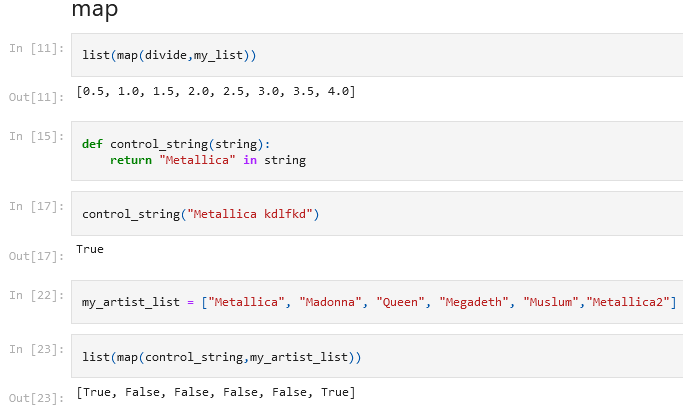 map
In [11]:
list(map(divide,my_list))
Out[11]:
[0.5, 1.0, 1.5, 2.0, 2.5, 3.0, 3.5, 4.0]
In [15]:
def control_string(string):
    return "Metallica" in string
In [17]:
control_string("Metallica kdlfkd")
Out[17]:
True
In [22]:
my_artist_list = ["Metallica", "Madonna", "Queen", "Megadeth", "Muslum","Metallica2"]
In [23]:
list(map(control_string,my_artist_list))
Out[23]:
[True, False, False, False, False, True]